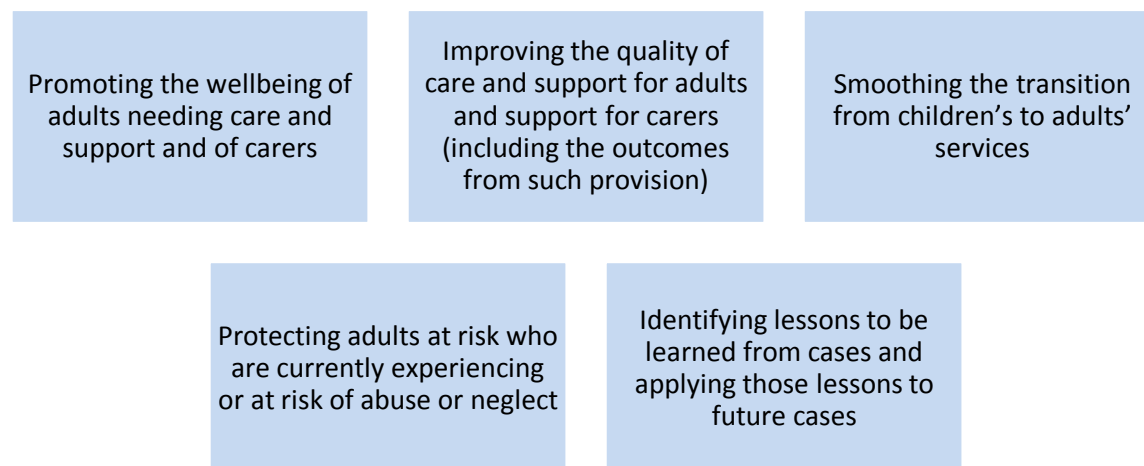 Promoting the wellbeing of
adults needing care and
support and of carers
Improving the quality of
care and support for adults
and support for carers
(including the outcomes
from such provision)
Smoothing the transition
from children’s to adults’
services
Protecting adults at risk who
are currently experiencing
or at risk of abuse or neglect
Identifying lessons to be
learned from cases and
applying those lessons to
future cases